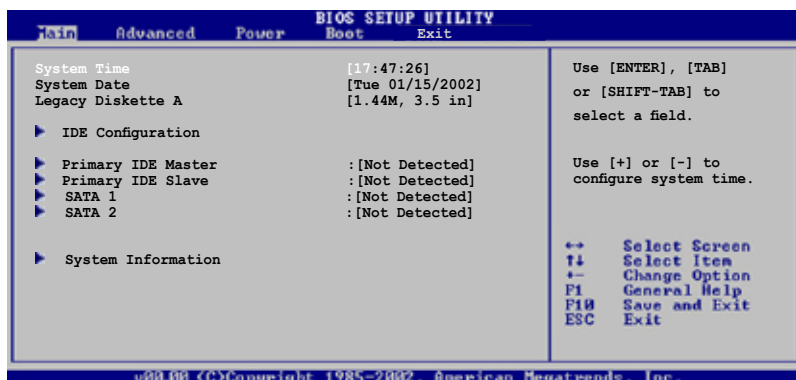 BIOS SETUP UTILITY
Main Advanced Power Boot Exit
System Time [17:47:26]
System Date [Tue 01/15/2002]
Legacy Diskette A [1.44M, 3.5 in]
IDE Configuration
Primary IDE Master :[Not Detected]
Primary IDE Slave :[Not Detected]
SATA 1 :[Not Detected]
SATA 2 :[Not Detected]
System Information
Use [ENTER], [TAB]
or [SHIFT-TAB] to
select a field.
Use [+] or [-] to
configure system time.
↔ Select Screen
↑↓ Select Item
+- Change Option
F1 General Help
F10 Save and Exit
ESC Exit
v00.00 (C)Copyright 1985-2002, American Megatrends, Inc.